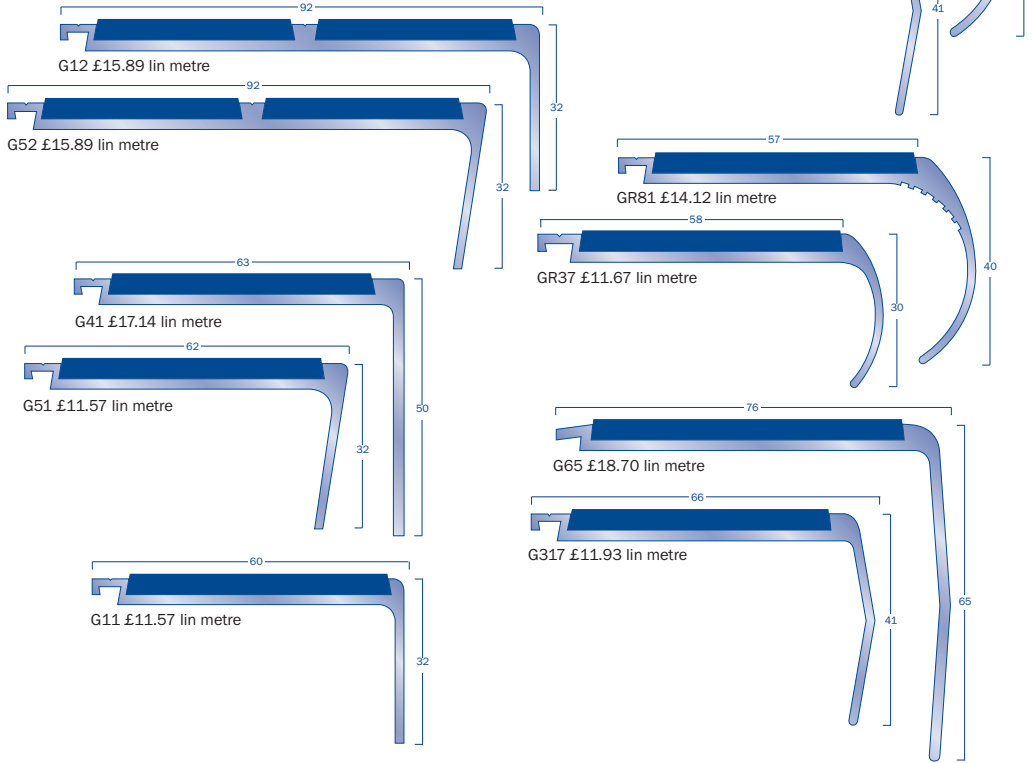 92
32
G12 £15.89 lin metre
92
32
G52 £15.89 lin metre
63
50
G41 £17.14 lin metre
62
32
G51 £11.57 lin metre
60
32
G11 £11.57 lin metre
41
57
40
GR81 £14.12 lin metre
58
30
GR37 £11.67 lin metre
76
65
G65 £18.70 lin metre
66
41
G317 £11.93 lin metre